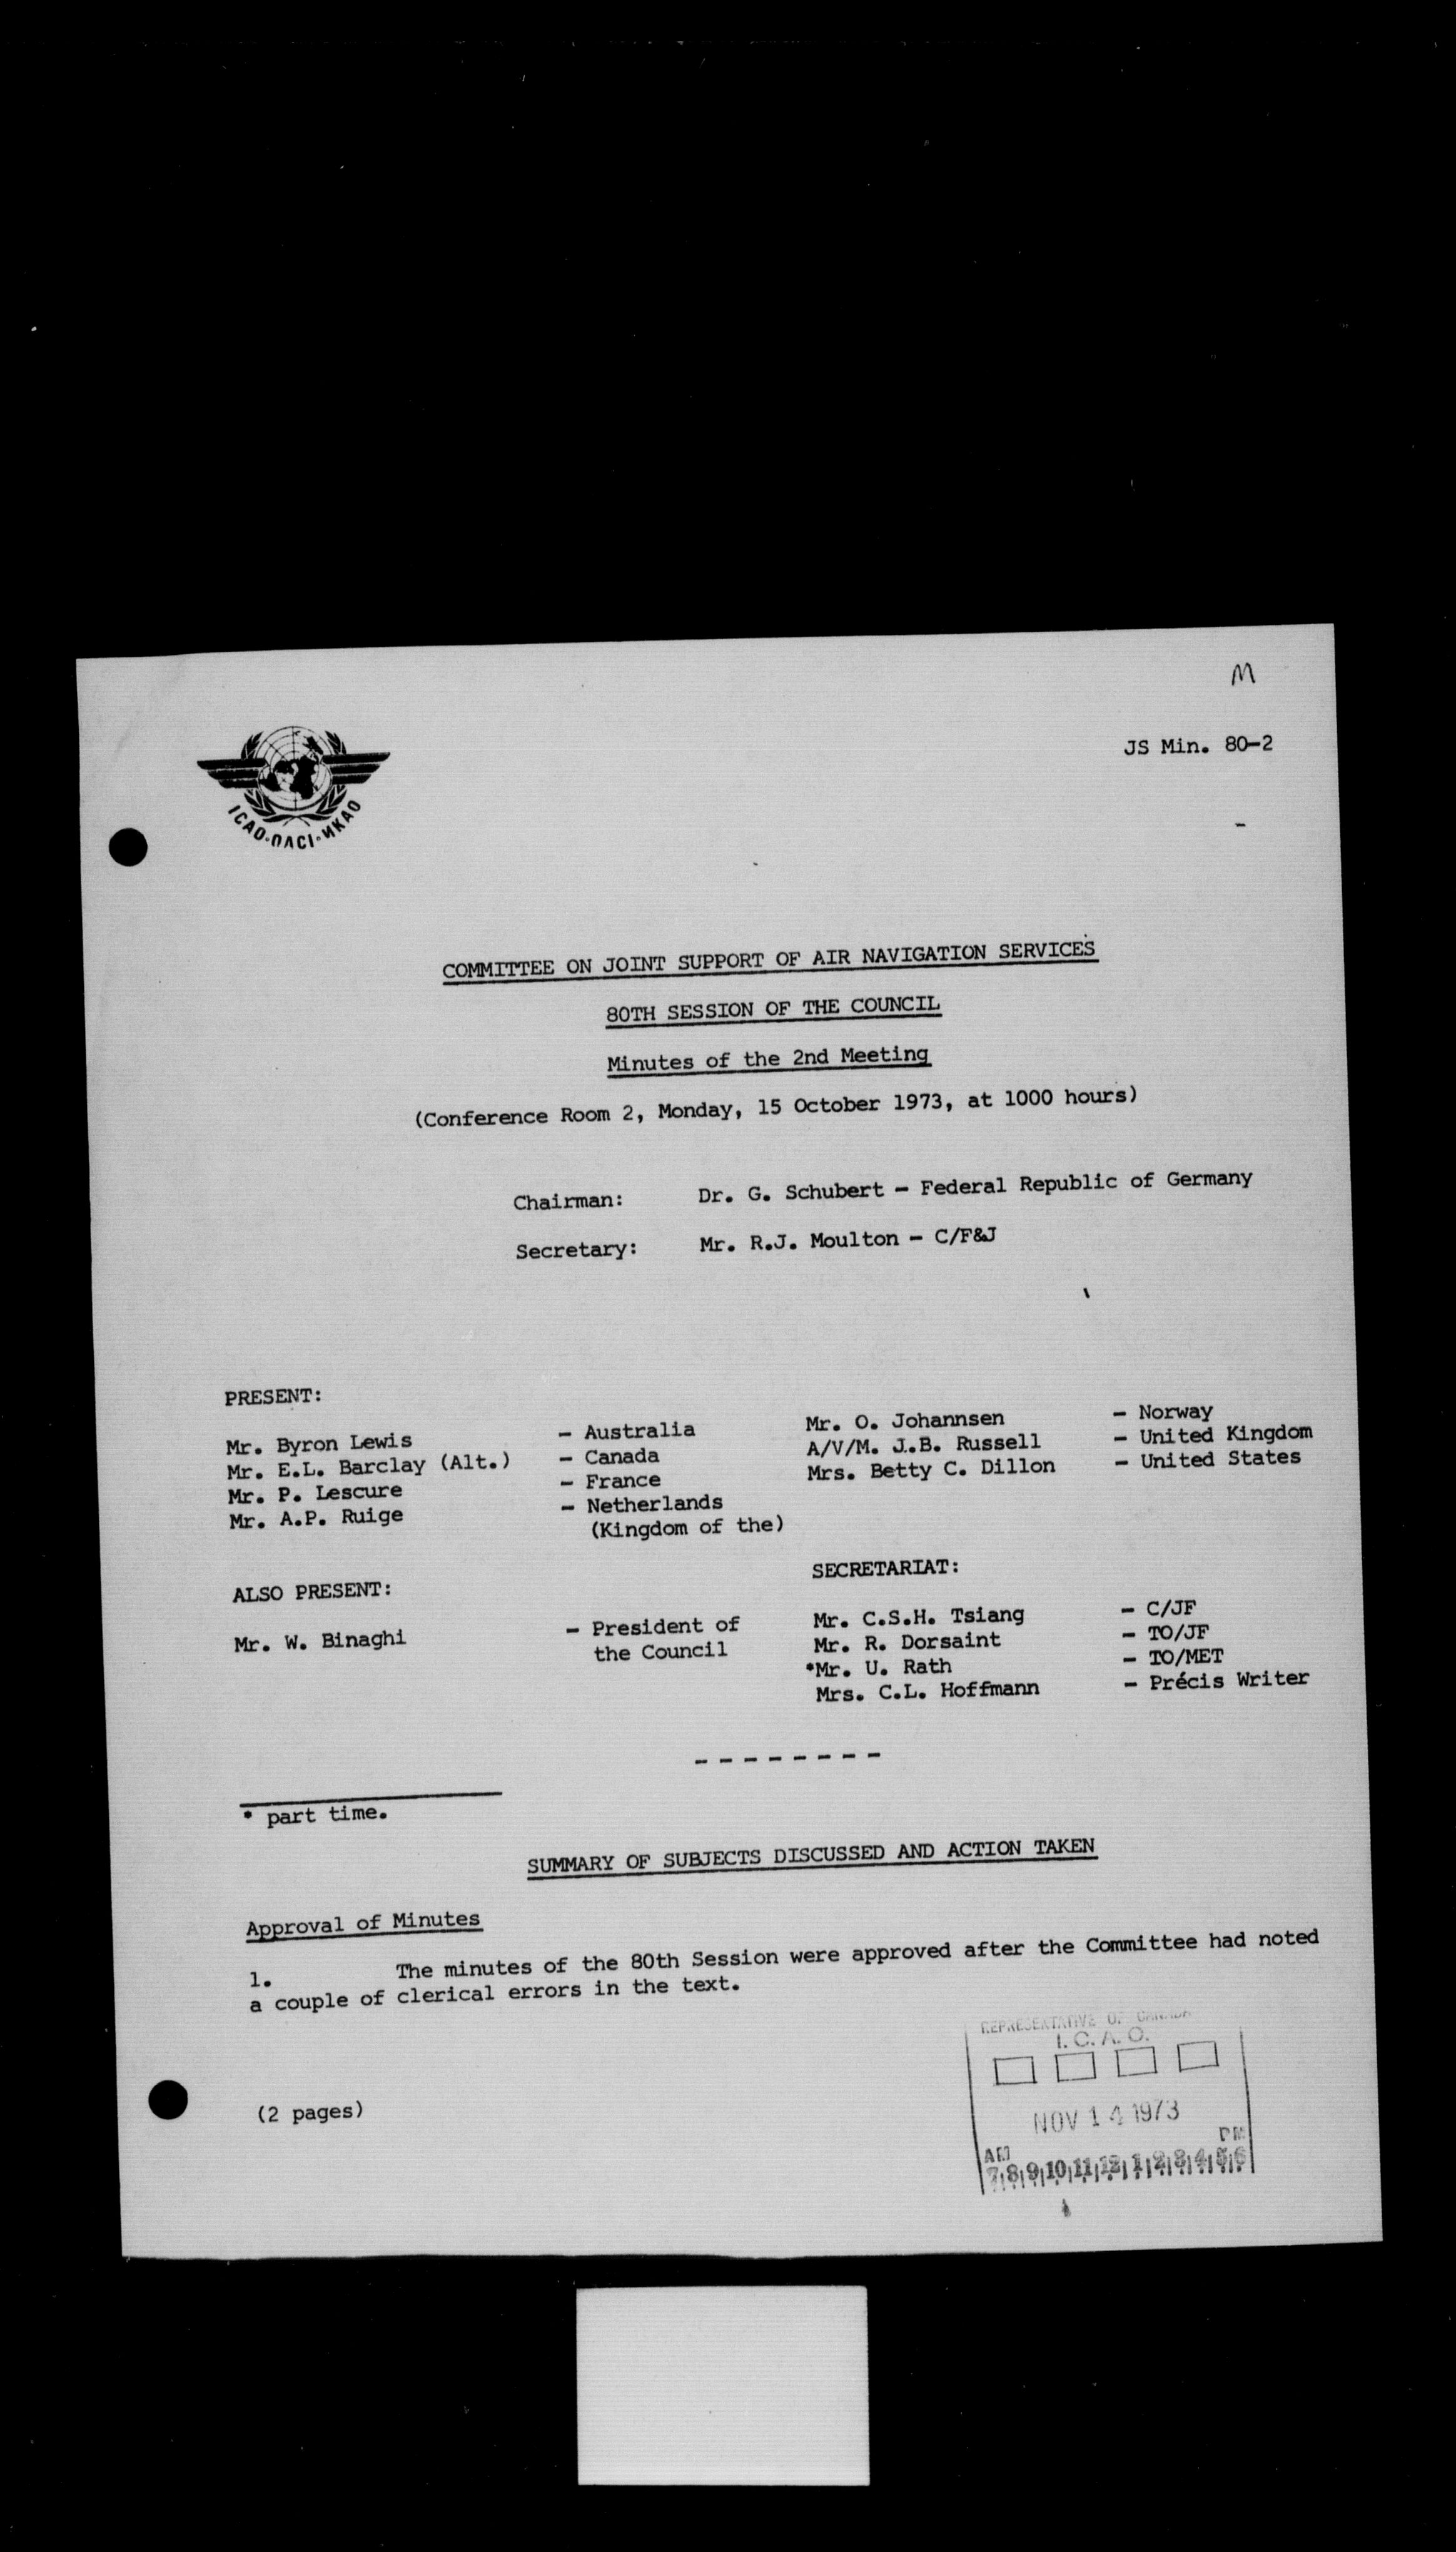 M
JS Min. 80-2
ICAO·OACI·ИКАО
COMMITTEE ON JOINT SUPPORT OF AIR NAVIGATION SERVICES
80TH SESSION OF THE COUNCIL
Minutes of the 2nd Meeting
(Conference Room 2, Monday, 15 October 1973, at 1000 hours)
Chairman: Dr. G. Schubert - Federal Republic of Germany
Secretary: Mr. R.J. Moulton - C/F&J
PRESENT:
Mr. Byron Lewis - Australia
Mr. E.L. Barclay (Alt.) - Canada
Mr. P. Lescure - France
Mr. A.P. Ruige - Netherlands
(Kingdom of the)
Mr. O. Johannsen - Norway
A/V/M. J.B. Russell - United Kingdom
Mrs. Betty C. Dillon - United States
ALSO PRESENT:
Mr. W. Binaghi - President of
the Council
SECRETARIAT:
Mr. C.S.H. Tsiang - C/JF
Mr. R. Dorsaint - TO/JF
*Mr. U. Rath - TO/MET
Mrs. C.L. Hoffmann - Précis Writer
--------
* part time.
SUMMARY OF SUBJECTS DISCUSSED AND ACTION TAKEN
Approval of Minutes
1. The minutes of the 80th Session were approved after the Committee had noted
a couple of clerical errors in the text.
(2 pages)
REPRESENTATIVE OF CANADA
I.C.A.O.
NOV 14 1973
AM PM
7 8 9 10 11 12 1 2 3 4 5 6